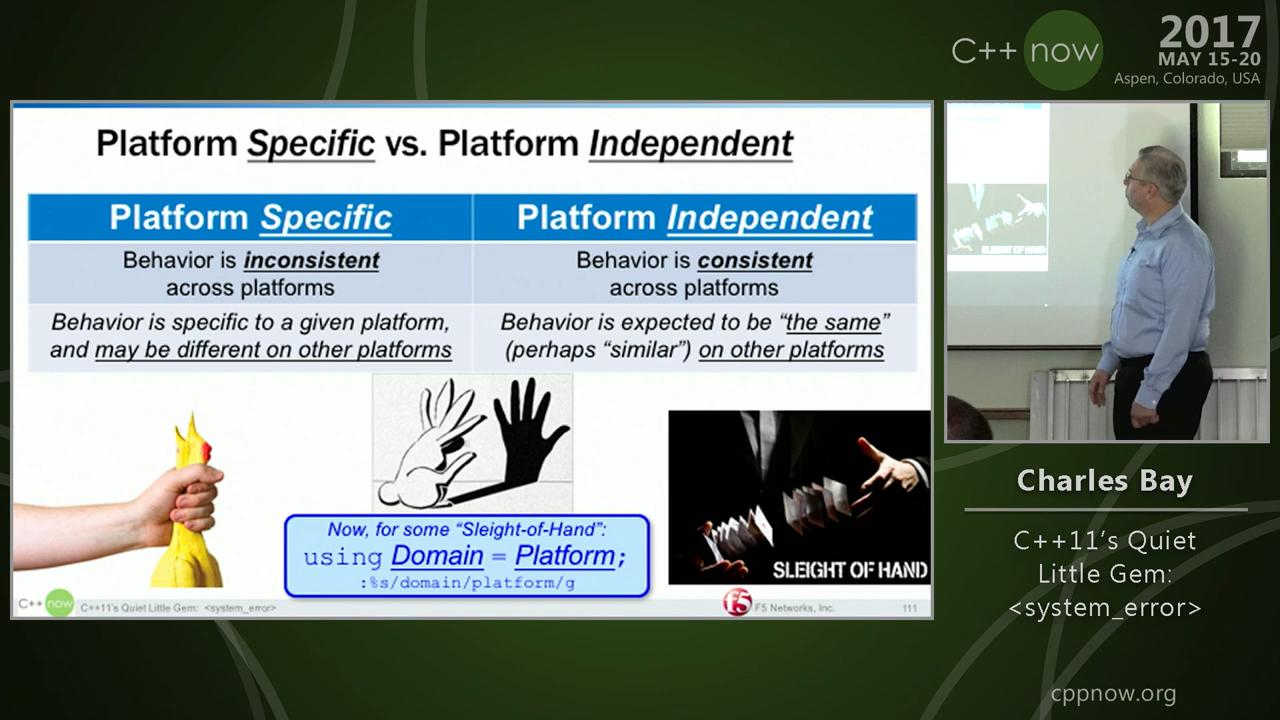 C++ now
2017
MAY 15-20
Aspen, Colorado, USA
Platform Specific vs. Platform Independent
Platform Specific
Platform Independent
Behavior is inconsistent
across platforms
Behavior is consistent
across platforms
Behavior is specific to a given platform,
and may be different on other platforms
Behavior is expected to be “the same”
(perhaps “similar”) on other platforms
Now, for some “Sleight-of-Hand”:
using Domain = Platform;
:%s/domain/platform/g
SLEIGHT OF HAND
C++ now
C++11's Quiet Little Gem: <system_error>
F5 Networks, Inc.
111
SLEIGHT OF HAND
Charles Bay
C++11’s Quiet
Little Gem:
<system_error>
cppnow.org